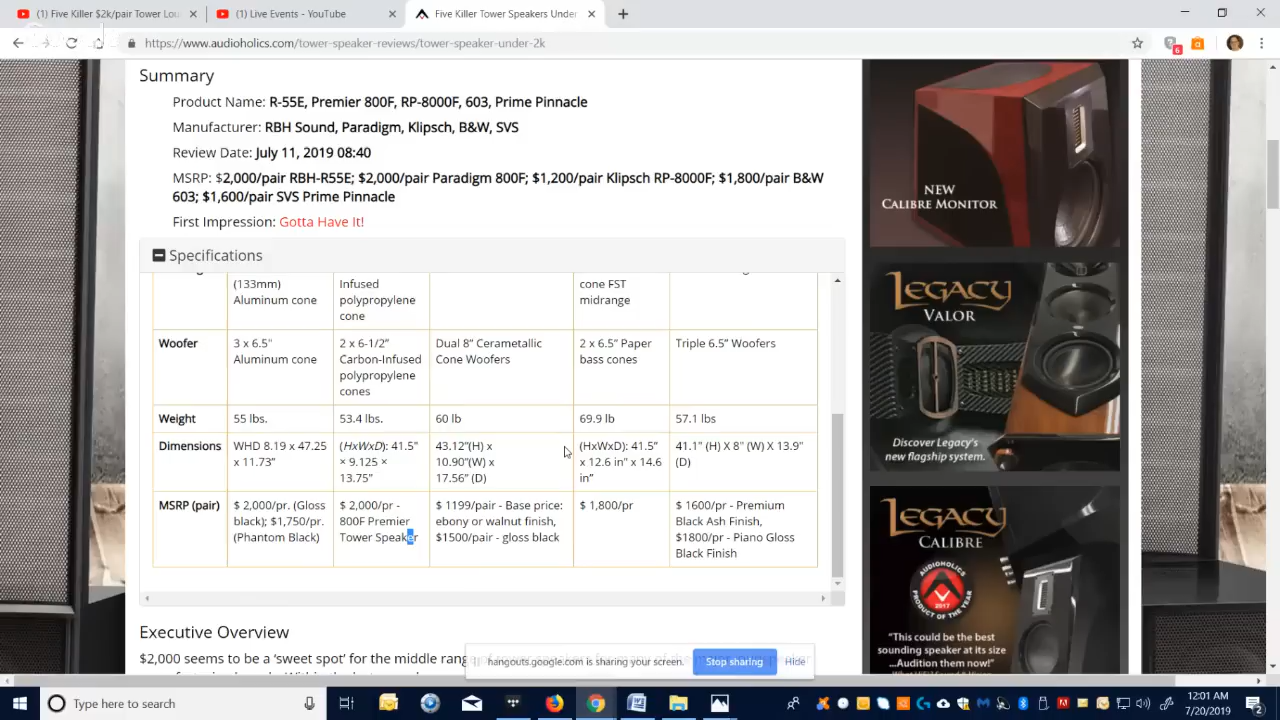 (1) Five Killer $2k/pair Tower Lou
(1) Live Events - YouTube
Five Killer Tower Speakers Under
https://www.audioholics.com/tower-speaker-reviews/tower-speaker-under-2k
6
Summary
Product Name: R-55E, Premier 800F, RP-8000F, 603, Prime Pinnacle
Manufacturer: RBH Sound, Paradigm, Klipsch, B&W, SVS
Review Date: July 11, 2019 08:40
MSRP: $2,000/pair RBH-R55E; $2,000/pair Paradigm 800F; $1,200/pair Klipsch RP-8000F; $1,800/pair B&W
603; $1,600/pair SVS Prime Pinnacle
First Impression: Gotta Have It!
Specifications
(133mm)
Aluminum cone
Infused
polypropylene
cone
cone FST
midrange
Woofer
3 x 6.5"
Aluminum cone
2 x 6-1/2”
Carbon-Infused
polypropylene
cones
Dual 8” Cerametallic
Cone Woofers
2 x 6.5” Paper
bass cones
Triple 6.5” Woofers
Weight
55 lbs.
53.4 lbs.
60 lb
69.9 lb
57.1 lbs
Dimensions
WHD 8.19 x 47.25
x 11.73”
(HxWxD): 41.5"
× 9.125 ×
13.75”
43.12”(H) x
10.90”(W) x
17.56” (D)
(HxWxD): 41.5”
x 12.6 in” x 14.6
in”
41.1" (H) X 8" (W) X 13.9"
(D)
MSRP (pair)
$ 2,000/pr. (Gloss
black); $1,750/pr.
(Phantom Black)
$ 2,000/pr -
800F Premier
Tower Speaker
$ 1199/pair - Base price:
ebony or walnut finish,
$1500/pair - gloss black
$ 1,800/pr
$ 1600/pr - Premium
Black Ash Finish,
$1800/pr - Piano Gloss
Black Finish
Executive Overview
$2,000 seems to be a ‘sweet spot’ for the middle rang
NEW
CALIBRE MONITOR
LEGACY
VALOR
Discover Legacy's
new flagship system.
LEGACY
CALIBRE
AUDIOHOLICS
PRODUCT OF THE YEAR
2017
“This could be the best
sounding speaker at its size
...Audition them now!”
hangouts.google.com is sharing your screen.
Stop sharing
Hide
Type here to search
12:01 AM
7/20/2019
2